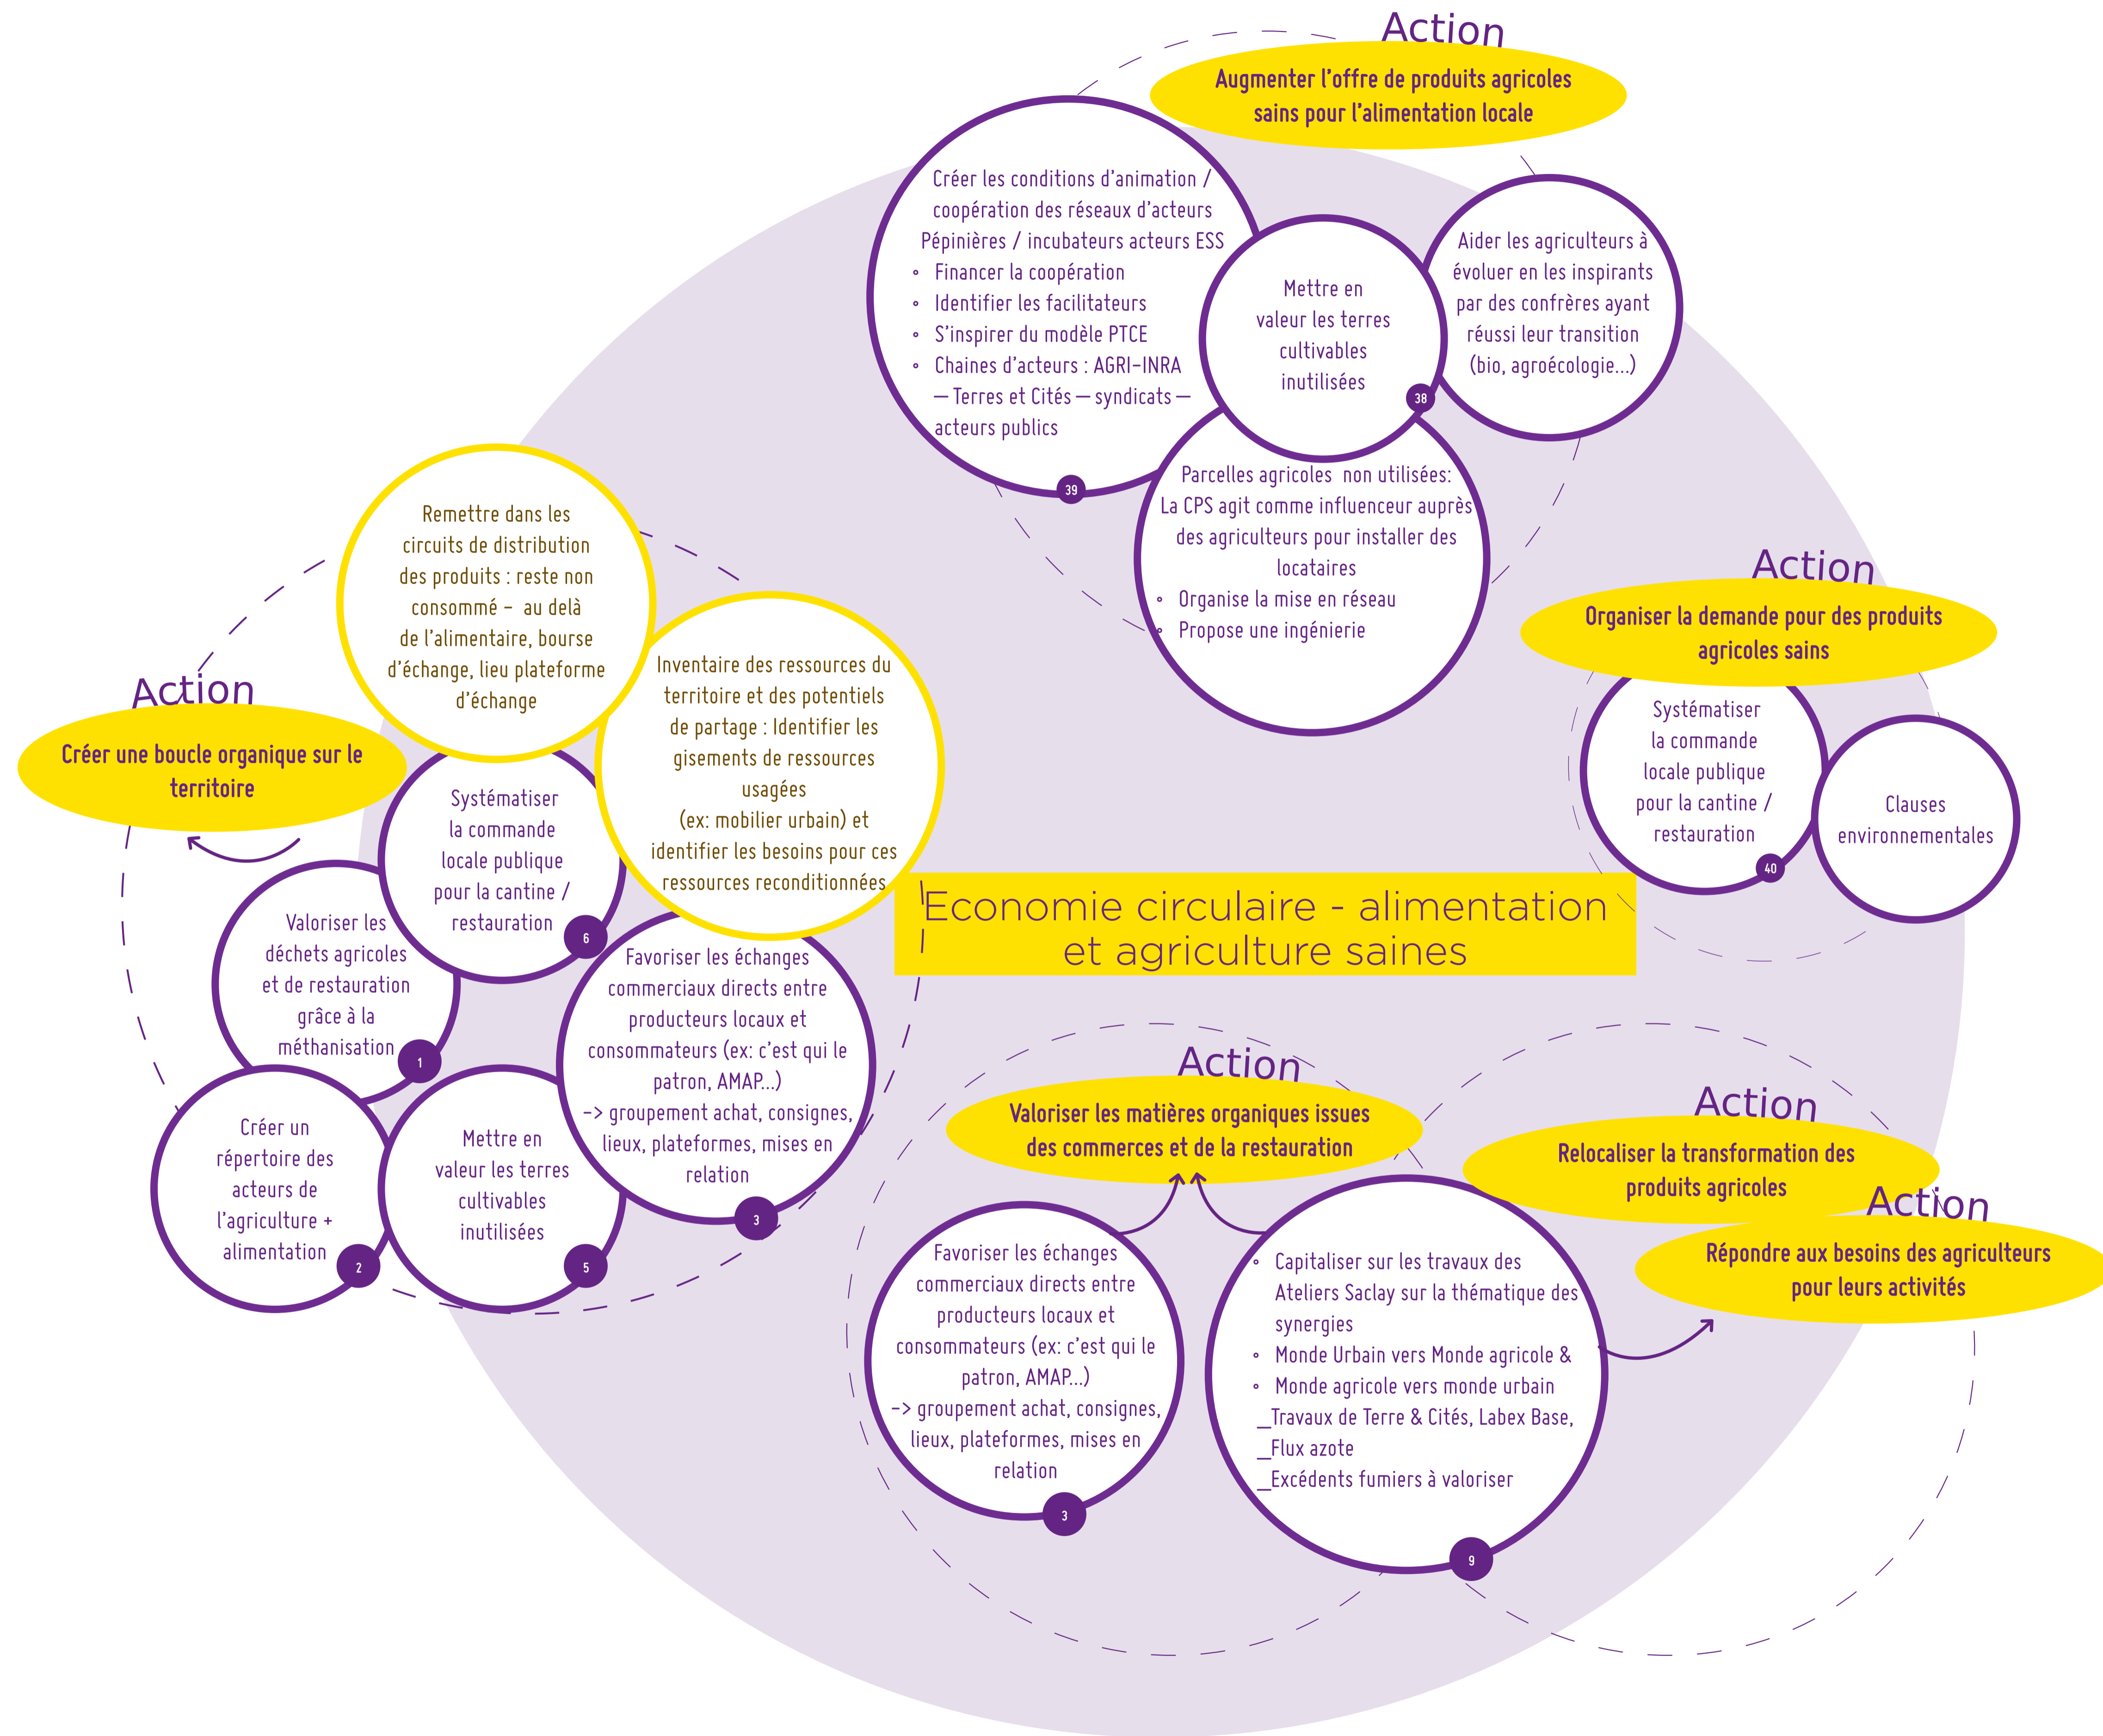 Action
Augmenter l'offre de produits agricoles
sains pour l'alimentation locale
Créer les conditions d'animation /
coopération des réseaux d'acteurs
Pépinières / incubateurs acteurs ESS
◦ Financer la coopération
◦ Identifier les facilitateurs
◦ S'inspirer du modèle PTCE
◦ Chaines d'acteurs : AGRI-INRA
— Terres et Cités — syndicats —
acteurs publics
39
Mettre en
valeur les terres
cultivables
inutilisées
38
Aider les agriculteurs à
évoluer en les inspirants
par des confrères ayant
réussi leur transition
(bio, agroécologie...)
Parcelles agricoles non utilisées:
La CPS agit comme influenceur auprès
des agriculteurs pour installer des
locataires
◦ Organise la mise en réseau
◦ Propose une ingénierie
Action
Organiser la demande pour des produits
agricoles sains
Systématiser
la commande
locale publique
pour la cantine /
restauration
40
Clauses
environnementales
Action
Créer une boucle organique sur le
territoire
Remettre dans les
circuits de distribution
des produits : reste non
consommé - au delà
de l'alimentaire, bourse
d'échange, lieu plateforme
d'échange
Inventaire des ressources du
territoire et des potentiels
de partage : Identifier les
gisements de ressources
usagées
(ex: mobilier urbain) et
identifier les besoins pour ces
ressources reconditionnées
Systématiser
la commande
locale publique
pour la cantine /
restauration
6
Valoriser les
déchets agricoles
et de restauration
grâce à la
méthanisation
1
Créer un
répertoire des
acteurs de
l'agriculture +
alimentation
2
Mettre en
valeur les terres
cultivables
inutilisées
5
Favoriser les échanges
commerciaux directs entre
producteurs locaux et
consommateurs (ex: c'est qui le
patron, AMAP...)
-> groupement achat, consignes,
lieux, plateformes, mises en
relation
3
Economie circulaire - alimentation
et agriculture saines
Action
Valoriser les matières organiques issues
des commerces et de la restauration
Favoriser les échanges
commerciaux directs entre
producteurs locaux et
consommateurs (ex: c'est qui le
patron, AMAP...)
-> groupement achat, consignes,
lieux, plateformes, mises en
relation
3
Action
Relocaliser la transformation des
produits agricoles
Action
Répondre aux besoins des agriculteurs
pour leurs activités
◦ Capitaliser sur les travaux des
Ateliers Saclay sur la thématique des
synergies
◦ Monde Urbain vers Monde agricole &
◦ Monde agricole vers monde urbain
_Travaux de Terre & Cités, Labex Base,
_Flux azote
_Excédents fumiers à valoriser
9